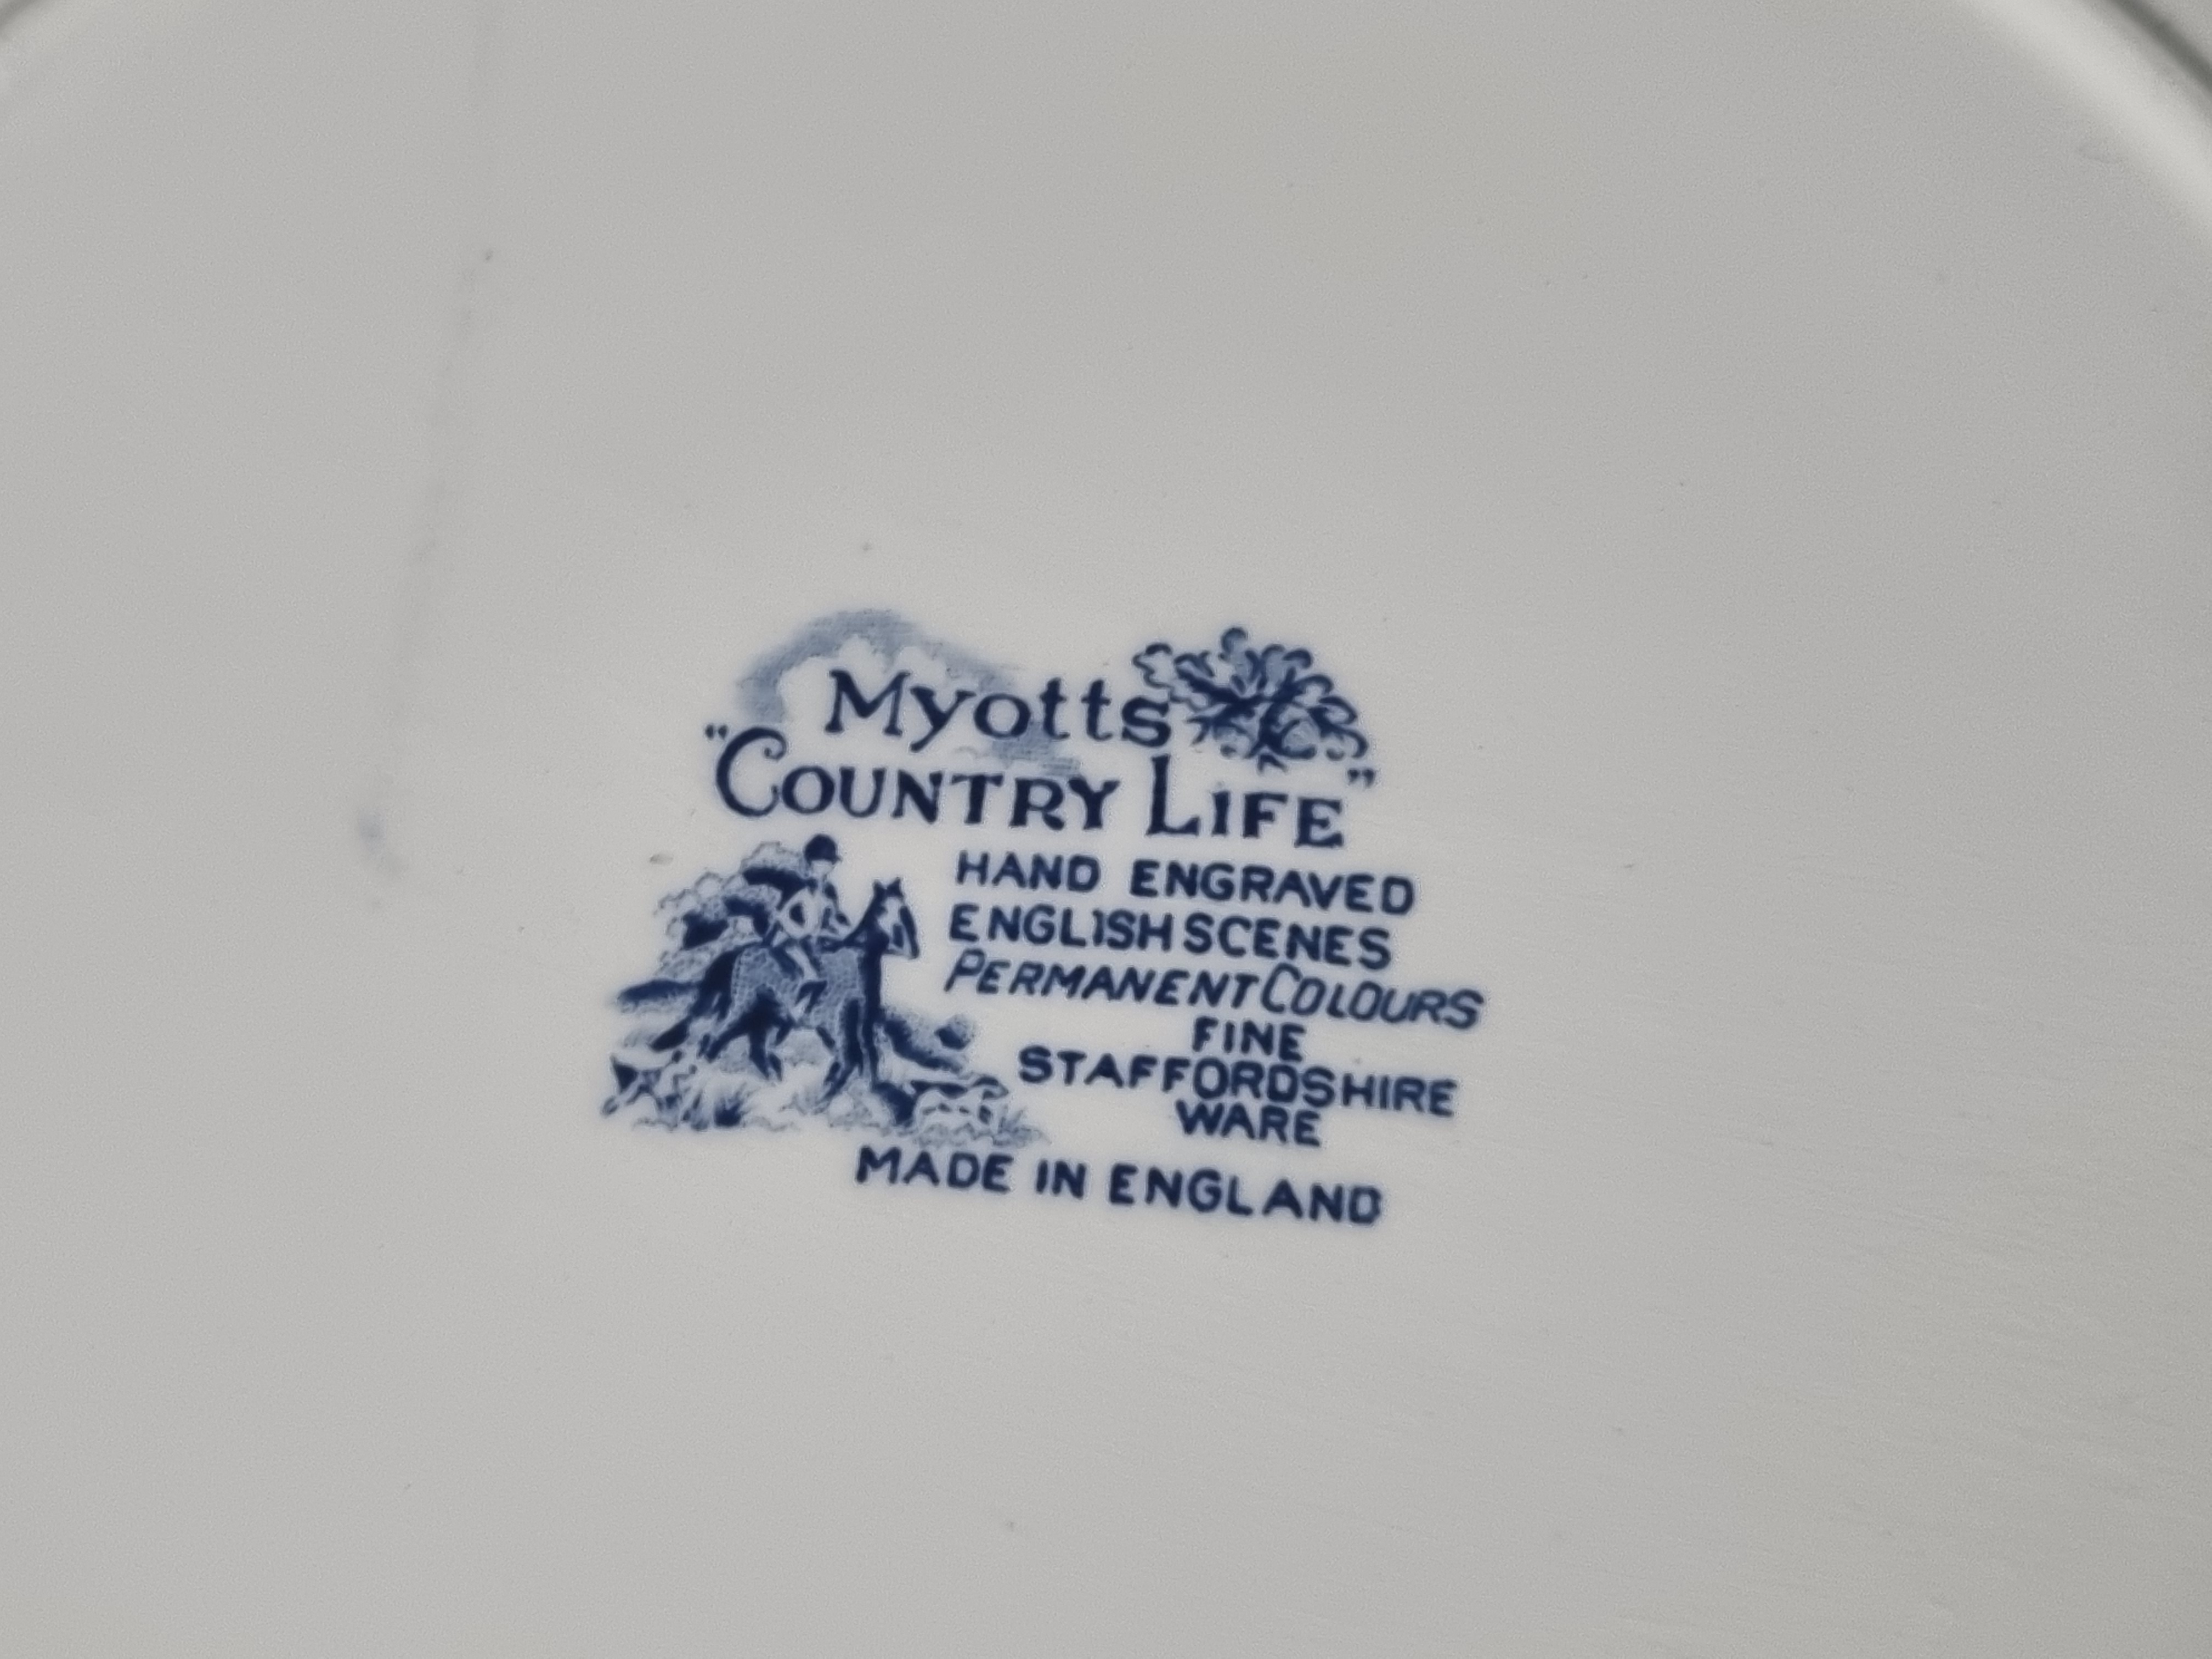 Myotts
"COUNTRY LIFE"
HAND ENGRAVED
ENGLISH SCENES
PERMANENT COLOURS
FINE
STAFFORDSHIRE
WARE
MADE IN ENGLAND